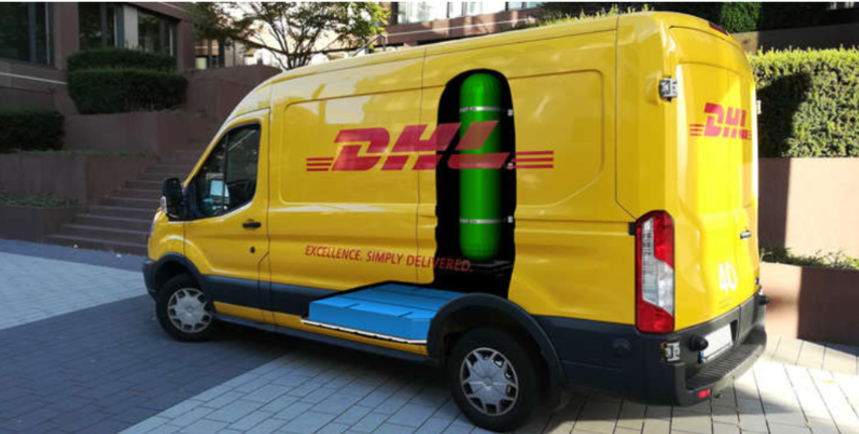 DHL
EXCELLENCE. SIMPLY DELIVERED.
DHL
40